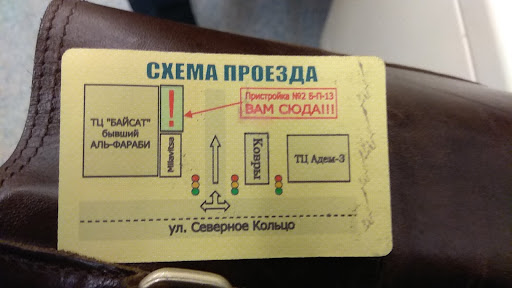 СХЕМА ПРОЕЗДА
ТЦ "БАЙСАТ"
бывший
АЛЬ-ФАРАБИ
!
Milavitsa
Пристройка №2 Б-П-13
ВАМ СЮДА!!!
Ковры
ТЦ Адем-3
ул. Северное Кольцо